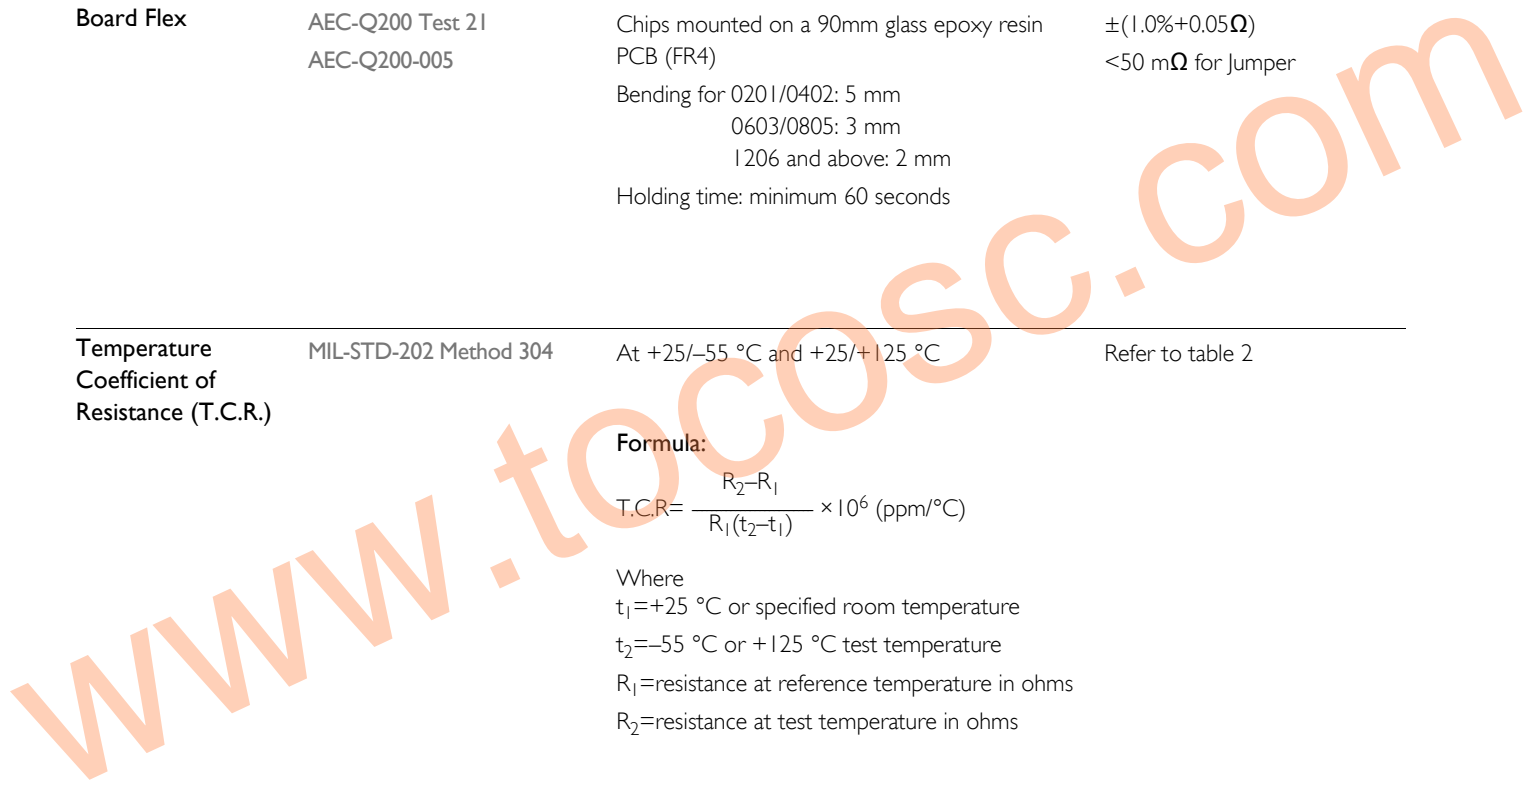 Board Flex
AEC-Q200 Test 21
AEC-Q200-005
Chips mounted on a 90mm glass epoxy resin
PCB (FR4)
Bending for 0201/0402: 5 mm
0603/0805: 3 mm
1206 and above: 2 mm
Holding time: minimum 60 seconds
±(1.0%+0.05Ω)
<50 mΩ for Jumper
Temperature
Coefficient of
Resistance (T.C.R.)
MIL-STD-202 Method 304
At +25/–55 °C and +25/+125 °C
Refer to table 2
Formula:
R₂–R₁
T.C.R= ———————— ×10⁶ (ppm/°C)
R₁(t₂–t₁)
Where
t₁=+25 °C or specified room temperature
t₂=–55 °C or +125 °C test temperature
R₁=resistance at reference temperature in ohms
R₂=resistance at test temperature in ohms
www.tocosc.com